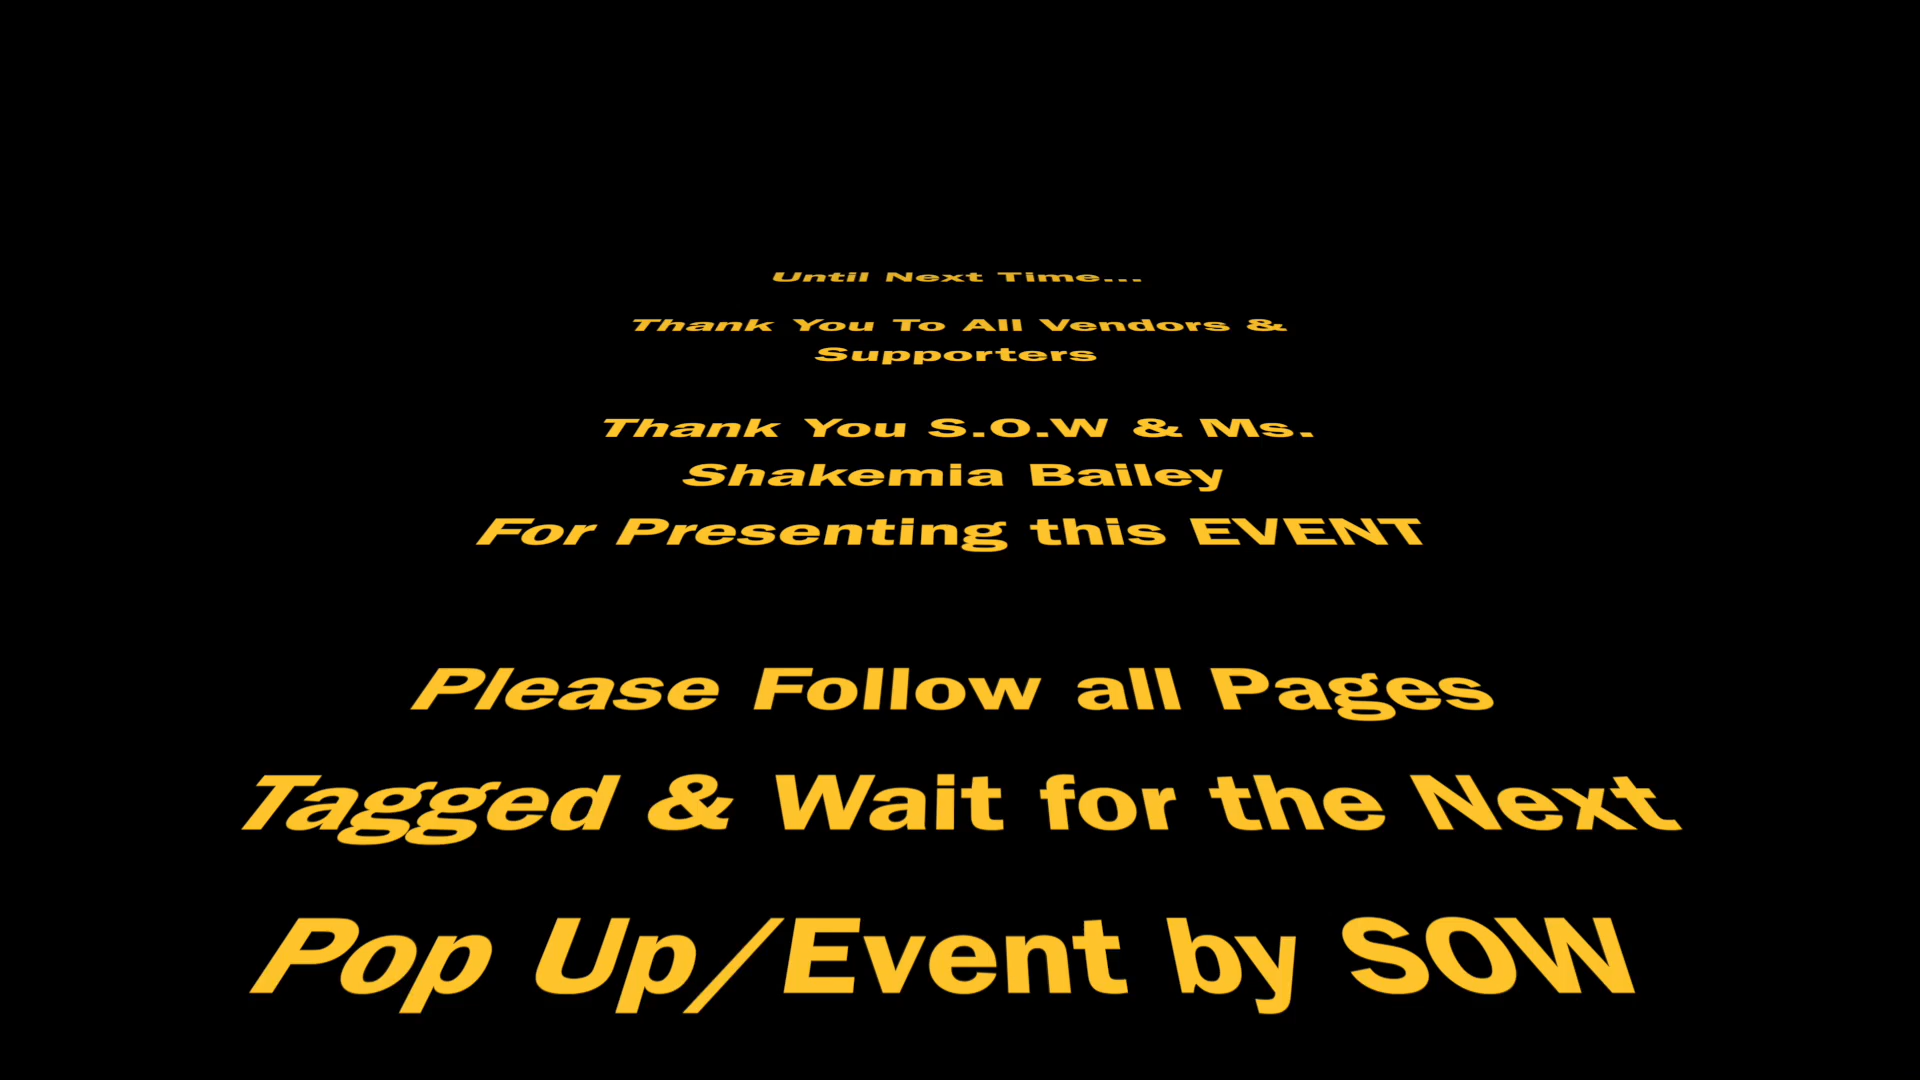 Until Next Time...
Thank You To All Vendors &
Supporters
Thank You S.O.W & Ms.
Shakemia Bailey
For Presenting this EVENT
Please Follow all Pages
Tagged & Wait for the Next
Pop Up/Event by SOW